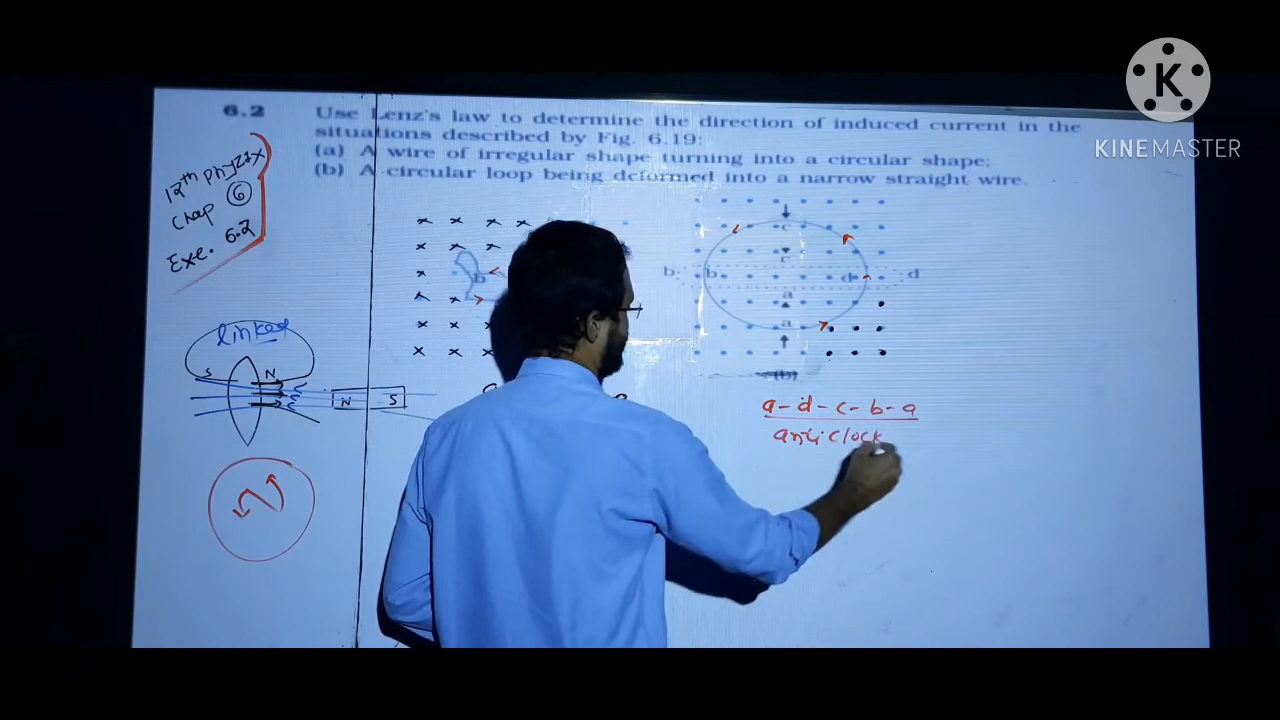 K
KINEMASTER
6.2 Use Lenz's law to determine the direction of induced current in the
situations described by Fig. 6.19:
(a) A wire of irregular shape turning into a circular shape;
(b) A circular loop being deformed into a narrow straight wire.
12th Phyzzx
Chap 6
Exe. 6.2
linked
S N
N S
x x x x
x x x
x
x x
x x x
x x x
b
c
c
b b d d
a
a
(b)
a - d - c - b - a
anticlock